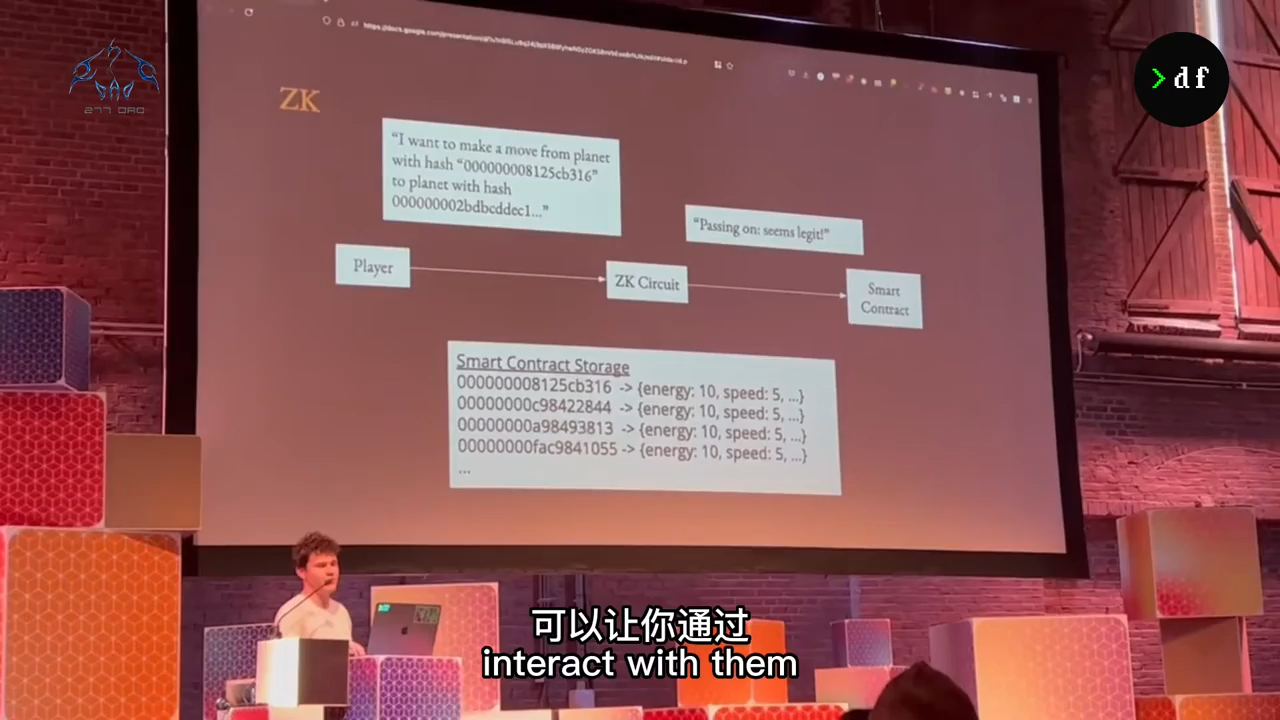 277 DAO
>df
ZK
“I want to make a move from planet
with hash “000000008125cb316”
to planet with hash
000000002bdbcddec1...”
“Passing on: seems legit!”
Player
ZK Circuit
Smart
Contract
Smart Contract Storage
000000008125cb316 -> {energy: 10, speed: 5, ...}
00000000c98422844 -> {energy: 10, speed: 5, ...}
00000000a98493813 -> {energy: 10, speed: 5, ...}
00000000fac9841055 -> {energy: 10, speed: 5, ...}
...
可以让你通过
interact with them